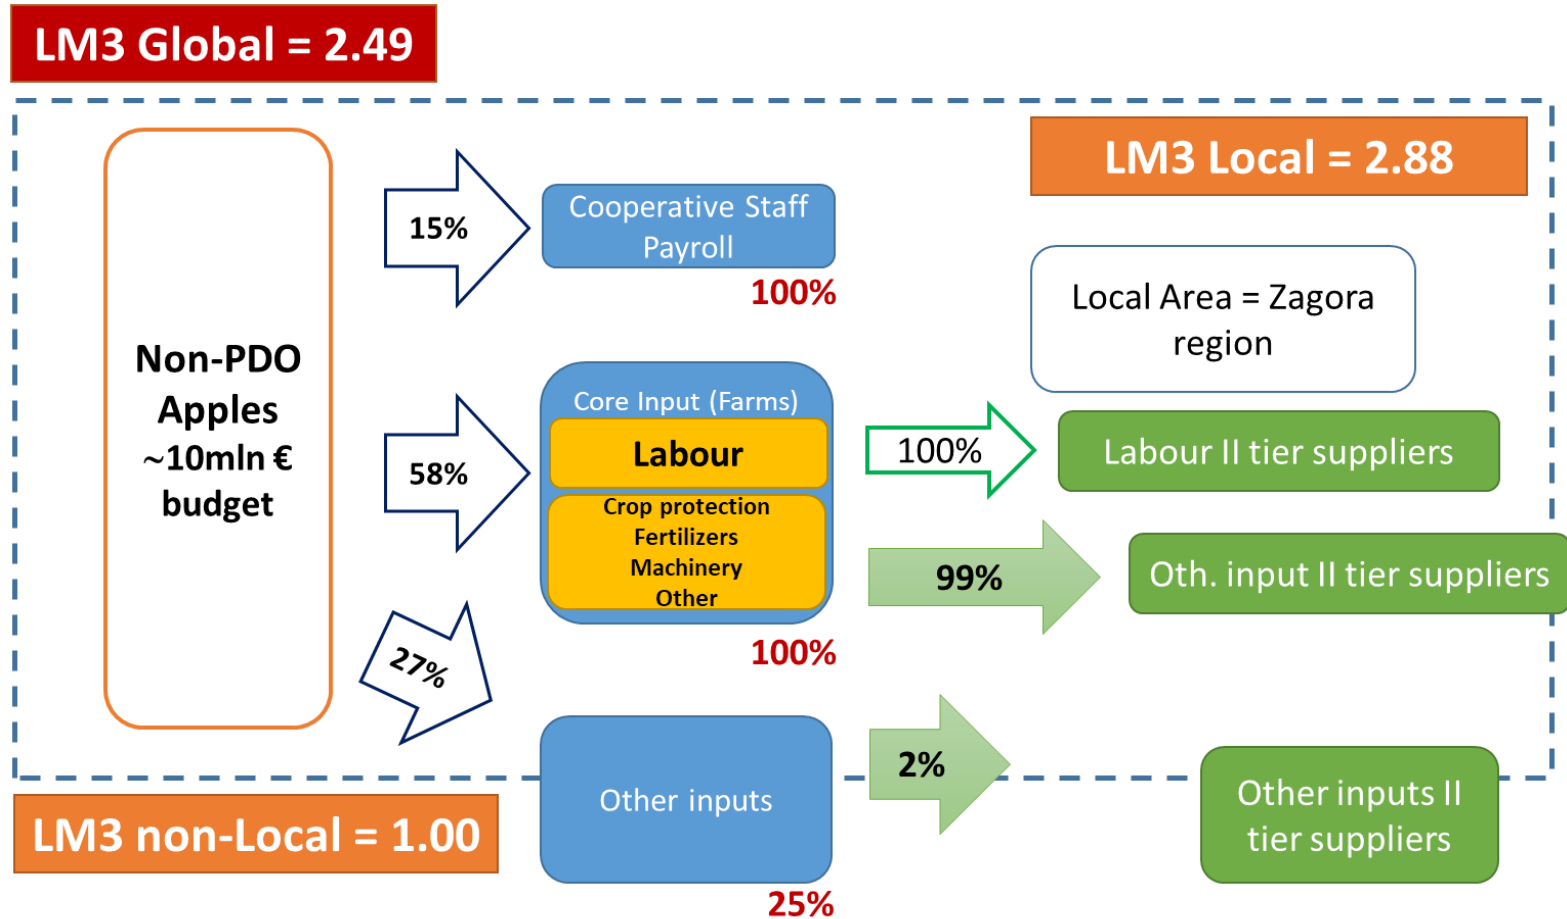 LM3 Global = 2.49
LM3 Local = 2.88
Non-PDO
Apples
~10mln €
budget
15%
Cooperative Staff
Payroll
100%
Local Area = Zagora
region
58%
Core Input (Farms)
Labour
Crop protection
Fertilizers
Machinery
Other
100%
100%
Labour II tier suppliers
99%
Oth. input II tier suppliers
27%
Other inputs
25%
2%
Other inputs II
tier suppliers
LM3 non-Local = 1.00